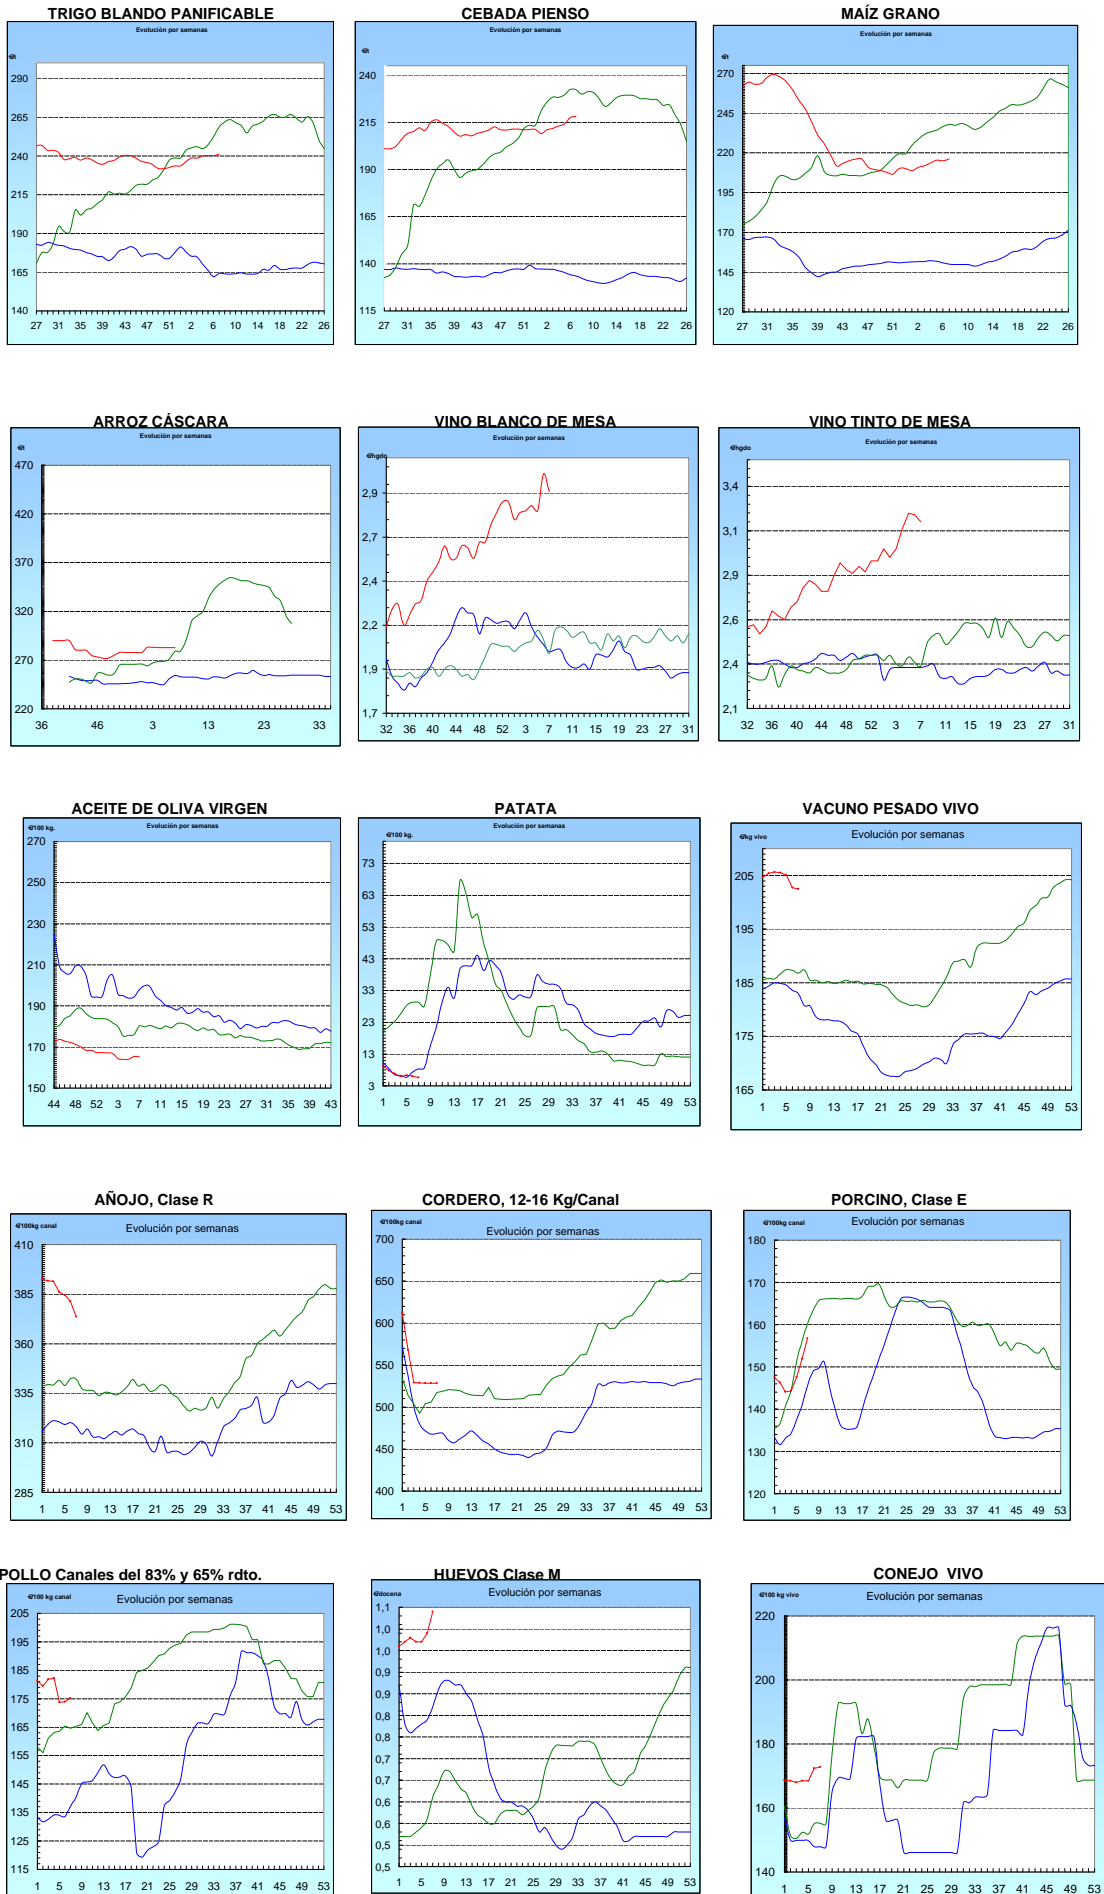 TRIGO BLANDO PANIFICABLE
Evolución por semanas
€/t
290
265
240
215
190
165
140
27 31 35 39 43 47 51 2 6 10 14 18 22 26
CEBADA PIENSO
Evolución por semanas
€/t
240
215
190
165
140
115
27 31 35 39 43 47 51 2 6 10 14 18 22 26
MAÍZ GRANO
Evolución por semanas
€/t
270
245
220
195
170
145
120
27 31 35 39 43 47 51 2 6 10 14 18 22 26
ARROZ CÁSCARA
Evolución por semanas
€/t
470
420
370
320
270
220
36 46 3 13 23 33
VINO BLANCO DE MESA
Evolución por semanas
€/hgdo
2,9
2,7
2,4
2,2
1,9
1,7
32 36 40 44 48 52 3 7 11 15 19 23 27 31
VINO TINTO DE MESA
Evolución por semanas
€/hgdo
3,4
3,1
2,9
2,6
2,4
2,1
32 36 40 44 48 52 3 7 11 15 19 23 27 31
ACEITE DE OLIVA VIRGEN
Evolución por semanas
€/100 kg.
270
250
230
210
190
170
150
44 48 52 3 7 11 15 19 23 27 31 35 39 43
PATATA
Evolución por semanas
€/100 kg.
73
63
53
43
33
23
13
3
1 5 9 13 17 21 25 29 33 37 41 45 49 53
VACUNO PESADO VIVO
Evolución por semanas
€/kg vivo
205
195
185
175
165
1 5 9 13 17 21 25 29 33 37 41 45 49 53
AÑOJO, Clase R
€/100kg canal
Evolución por semanas
410
385
360
335
310
285
1 5 9 13 17 21 25 29 33 37 41 45 49 53
CORDERO, 12-16 Kg/Canal
€/100kg canal
Evolución por semanas
700
650
600
550
500
450
400
1 5 9 13 17 21 25 29 33 37 41 45 49 53
PORCINO, Clase E
€/100kg canal
Evolución por semanas
180
170
160
150
140
130
120
1 5 9 13 17 21 25 29 33 37 41 45 49 53
POLLO Canales del 83% y 65% rdto.
€/100 kg canal
Evolución por semanas
205
195
185
175
165
155
145
135
125
115
1 5 9 13 17 21 25 29 33 37 41 45 49 53
HUEVOS Clase M
€/docena
Evolución por semanas
1,1
1,0
1,0
0,9
0,9
0,8
0,8
0,7
0,7
0,6
0,6
0,5
1 5 9 13 17 21 25 29 33 37 41 45 49 53
CONEJO VIVO
€/100 kg vivo
Evolución por semanas
220
200
180
160
140
1 5 9 13 17 21 25 29 33 37 41 45 49 53